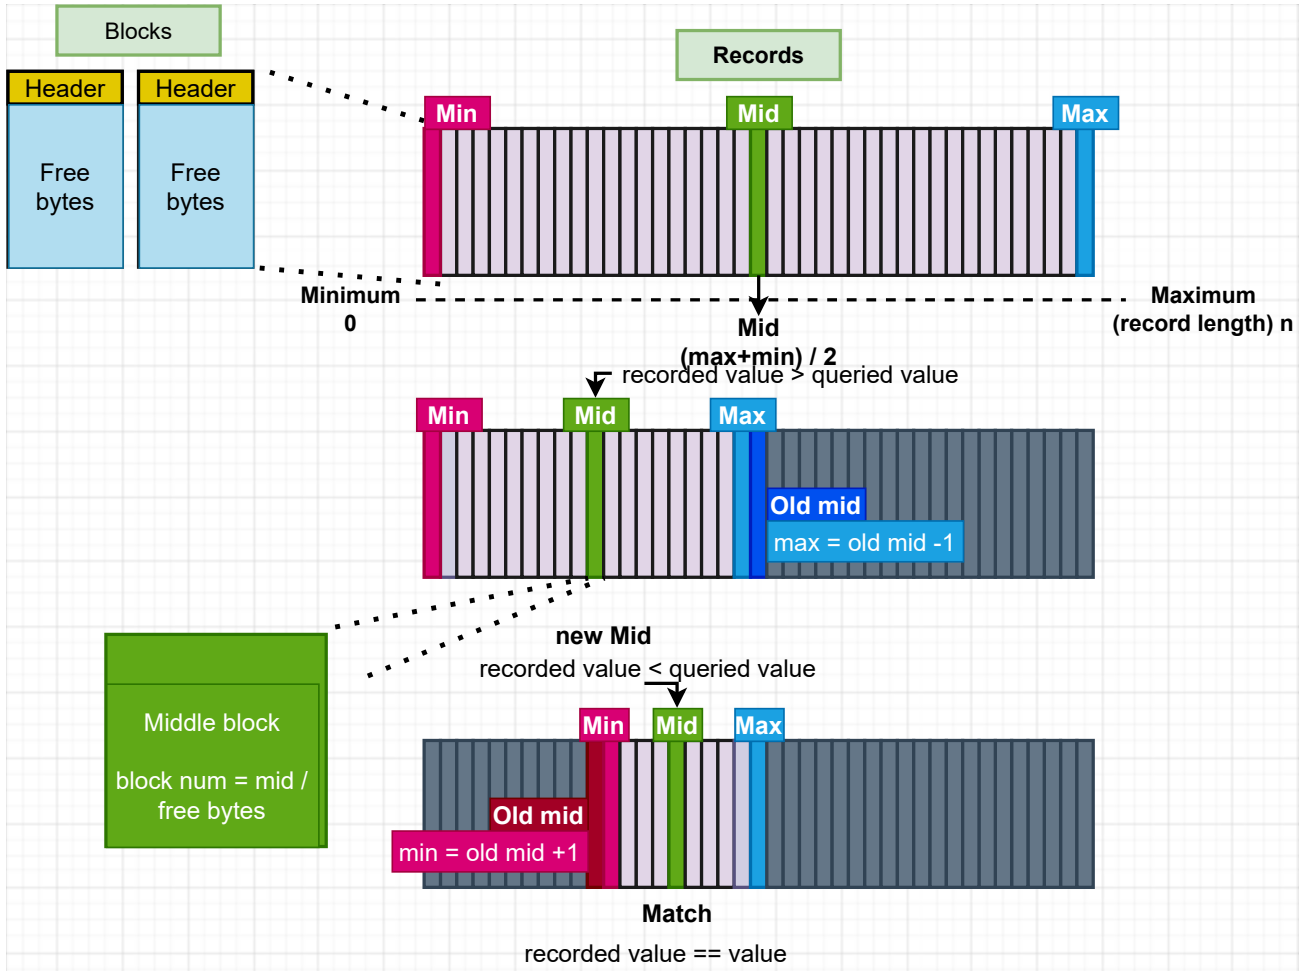 Blocks
Records
Header
Header
Free
bytes
Free
bytes
Min
Mid
Max
Minimum
0
Mid
(max+min) / 2
Maximum
(record length) n
recorded value > queried value
Min
Mid
Max
Old mid
max = old mid -1
Middle block
block num = mid /
free bytes
new Mid
recorded value < queried value
Min
Mid
Max
Old mid
min = old mid +1
Match
recorded value == value